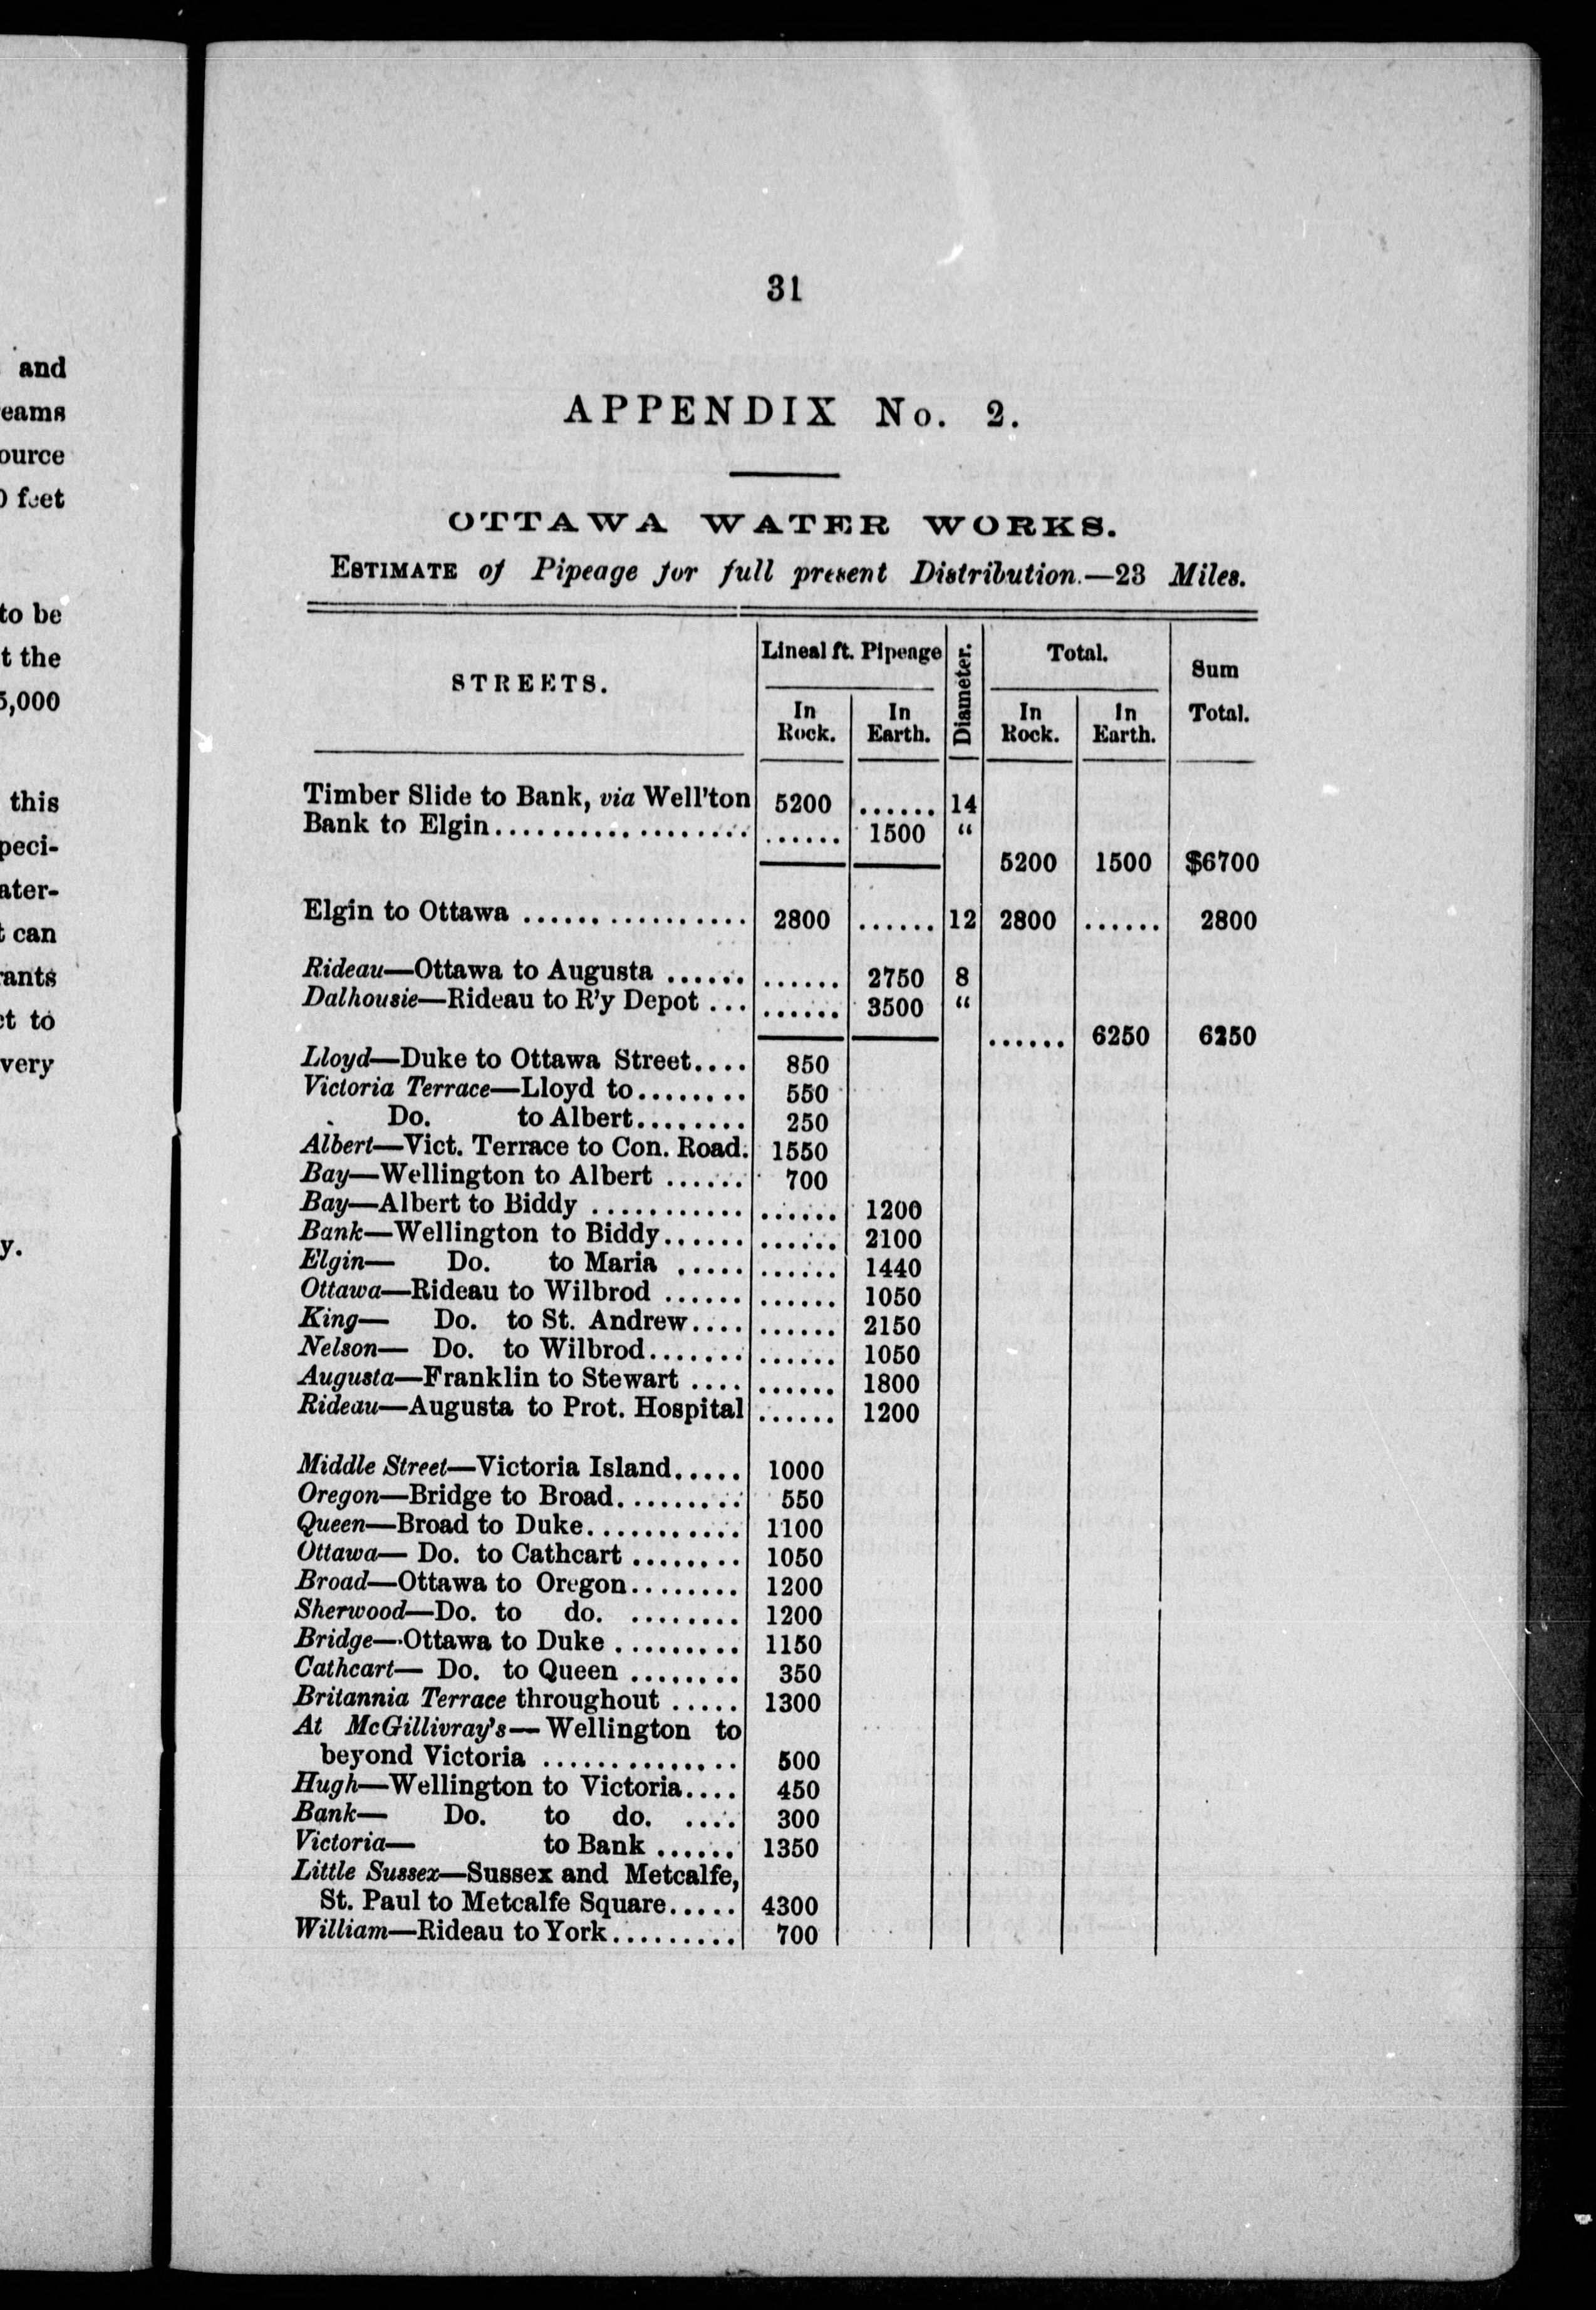 and
eams
ource
0 feet
to be
t the
5,000
this
peci-
ater-
t can
rants
ct to
very
y.
31
APPENDIX No. 2.
OTTAWA WATER WORKS.
ESTIMATE of Pipeage for full present Distribution.—23 Miles.
STREETS. Lineal ft. Pipeage Diameter. Total. Sum Total.
In Rock. In Earth. In Rock. In Earth.
Timber Slide to Bank, via Well'ton 5200 ...... 14
Bank to Elgin.................. ...... 1500 "
5200 1500 $6700
Elgin to Ottawa ................ 2800 ...... 12 2800 ...... 2800
Rideau—Ottawa to Augusta ...... ...... 2750 8
Dalhousie—Rideau to R'y Depot ... ...... 3500 "
...... 6250 6250
Lloyd—Duke to Ottawa Street.... 850
Victoria Terrace—Lloyd to........ 550
Do. to Albert........ 250
Albert—Vict. Terrace to Con. Road. 1550
Bay—Wellington to Albert ...... 700
Bay—Albert to Biddy ........... ...... 1200
Bank—Wellington to Biddy...... ...... 2100
Elgin— Do. to Maria ..... ...... 1440
Ottawa—Rideau to Wilbrod ...... ...... 1050
King— Do. to St. Andrew.... ...... 2150
Nelson— Do. to Wilbrod....... ...... 1050
Augusta—Franklin to Stewart .... ...... 1800
Rideau—Augusta to Prot. Hospital ...... 1200
Middle Street—Victoria Island..... 1000
Oregon—Bridge to Broad......... 550
Queen—Broad to Duke........... 1100
Ottawa— Do. to Cathcart ........ 1050
Broad—Ottawa to Oregon........ 1200
Sherwood—Do. to do. ........ 1200
Bridge—Ottawa to Duke ......... 1150
Cathcart— Do. to Queen ........ 350
Britannia Terrace throughout ..... 1300
At McGillivray's—Wellington to
beyond Victoria .............. 500
Hugh—Wellington to Victoria.... 450
Bank— Do. to do. .... 300
Victoria— to Bank ...... 1350
Little Sussex—Sussex and Metcalfe,
St. Paul to Metcalfe Square..... 4300
William—Rideau to York......... 700